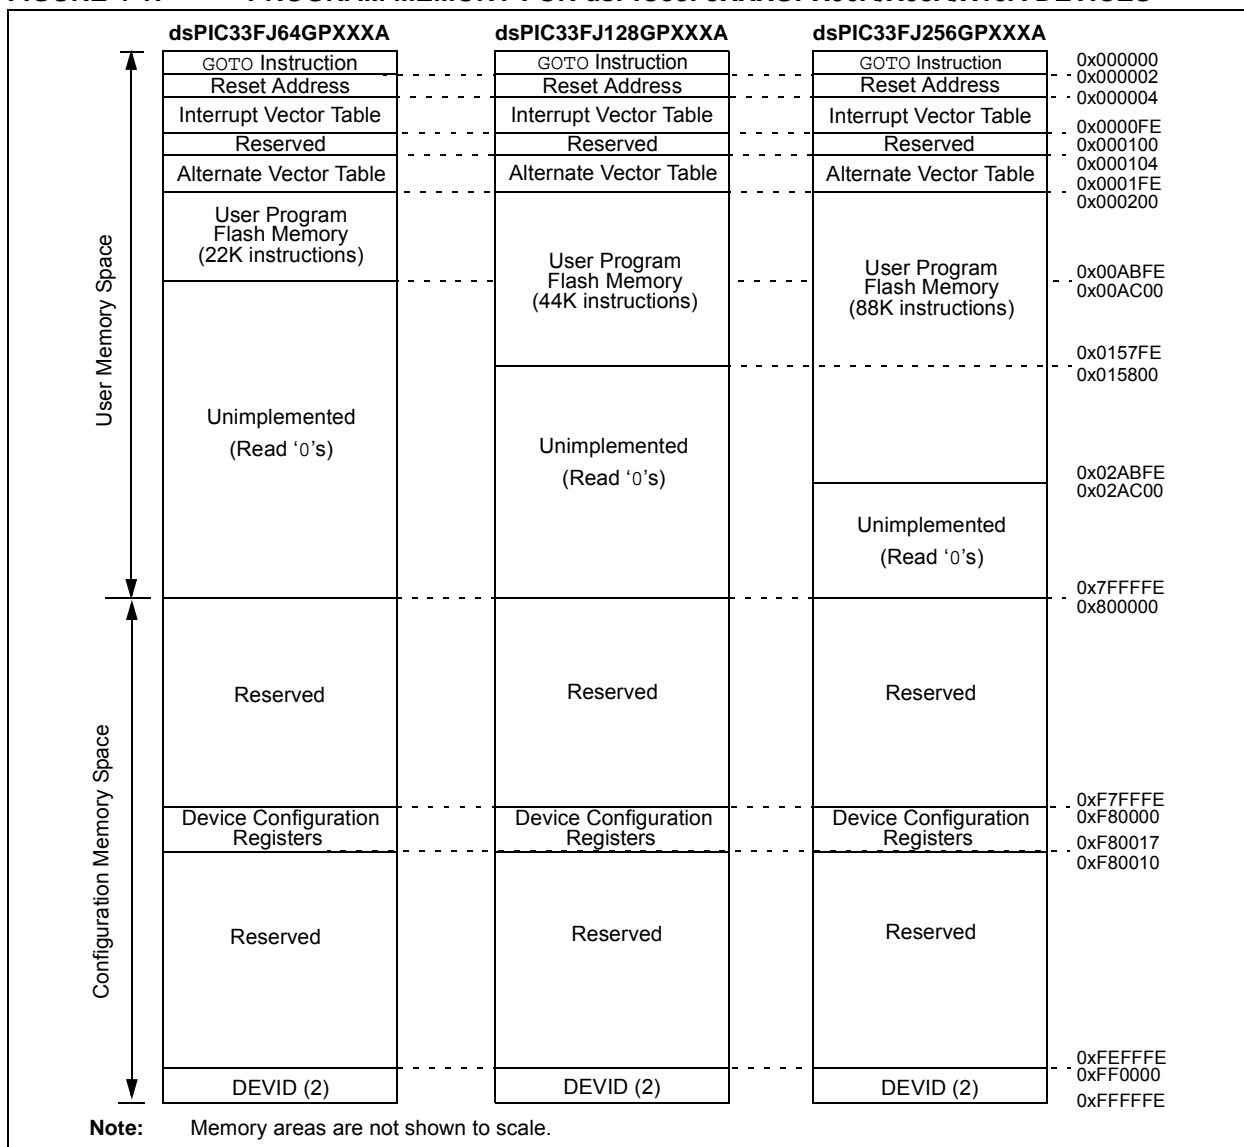 dsPIC33FJ64GPXXXA dsPIC33FJ128GPXXXA dsPIC33FJ256GPXXXA
GOTO Instruction GOTO Instruction GOTO Instruction 0x000000
Reset Address Reset Address Reset Address 0x000002
0x000004
Interrupt Vector Table Interrupt Vector Table Interrupt Vector Table
0x0000FE
Reserved Reserved Reserved 0x000100
0x000104
Alternate Vector Table Alternate Vector Table Alternate Vector Table
0x0001FE
0x000200
User Program
Flash Memory
(22K instructions)
User Program
Flash Memory
(44K instructions)
User Program
Flash Memory
(88K instructions)
0x00ABFE
0x00AC00
User Memory Space
0x0157FE
0x015800
Unimplemented
(Read ‘0’s)
Unimplemented
(Read ‘0’s)
0x02ABFE
0x02AC00
Unimplemented
(Read ‘0’s)
0x7FFFFE
0x800000
Reserved Reserved Reserved
Configuration Memory Space
0xF7FFFE
0xF80000
Device Configuration
Registers
Device Configuration
Registers
Device Configuration
Registers
0xF80017
0xF80010
Reserved Reserved Reserved
0xFEFFFE
0xFF0000
DEVID (2) DEVID (2) DEVID (2)
0xFFFFFE
Note: Memory areas are not shown to scale.